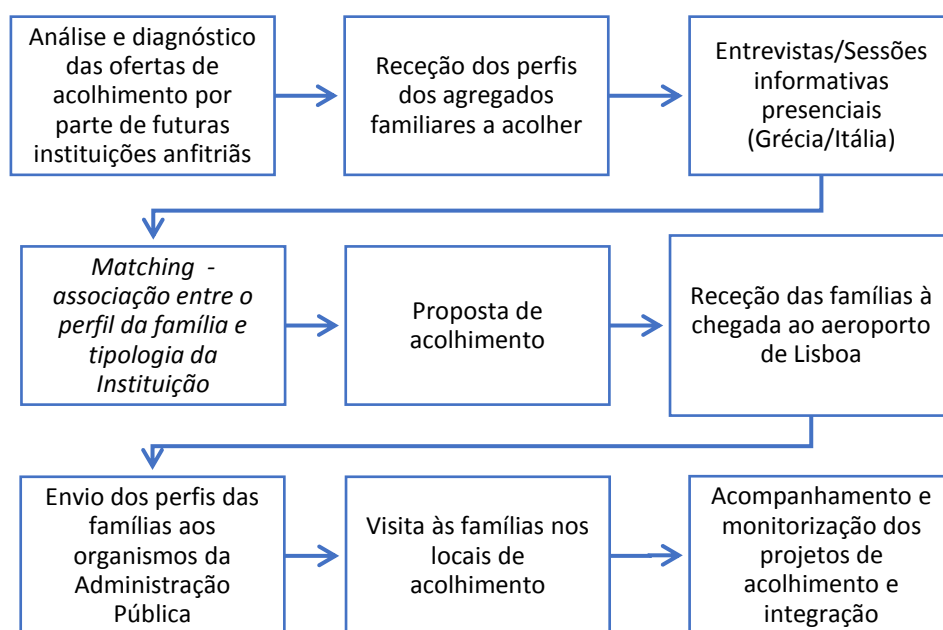 Análise e diagnóstico
das ofertas de
acolhimento por
parte de futuras
instituições anfitriãs
Receção dos perfis
dos agregados
familiares a acolher
Entrevistas/Sessões
informativas
presenciais
(Grécia/Itália)
Matching -
associação entre o
perfil da família e
tipologia da
Instituição
Proposta de
acolhimento
Receção das famílias à
chegada ao aeroporto
de Lisboa
Envio dos perfis das
famílias aos
organismos da
Administração
Pública
Visita às famílias nos
locais de
acolhimento
Acompanhamento e
monitorização dos
projetos de
acolhimento e
integração